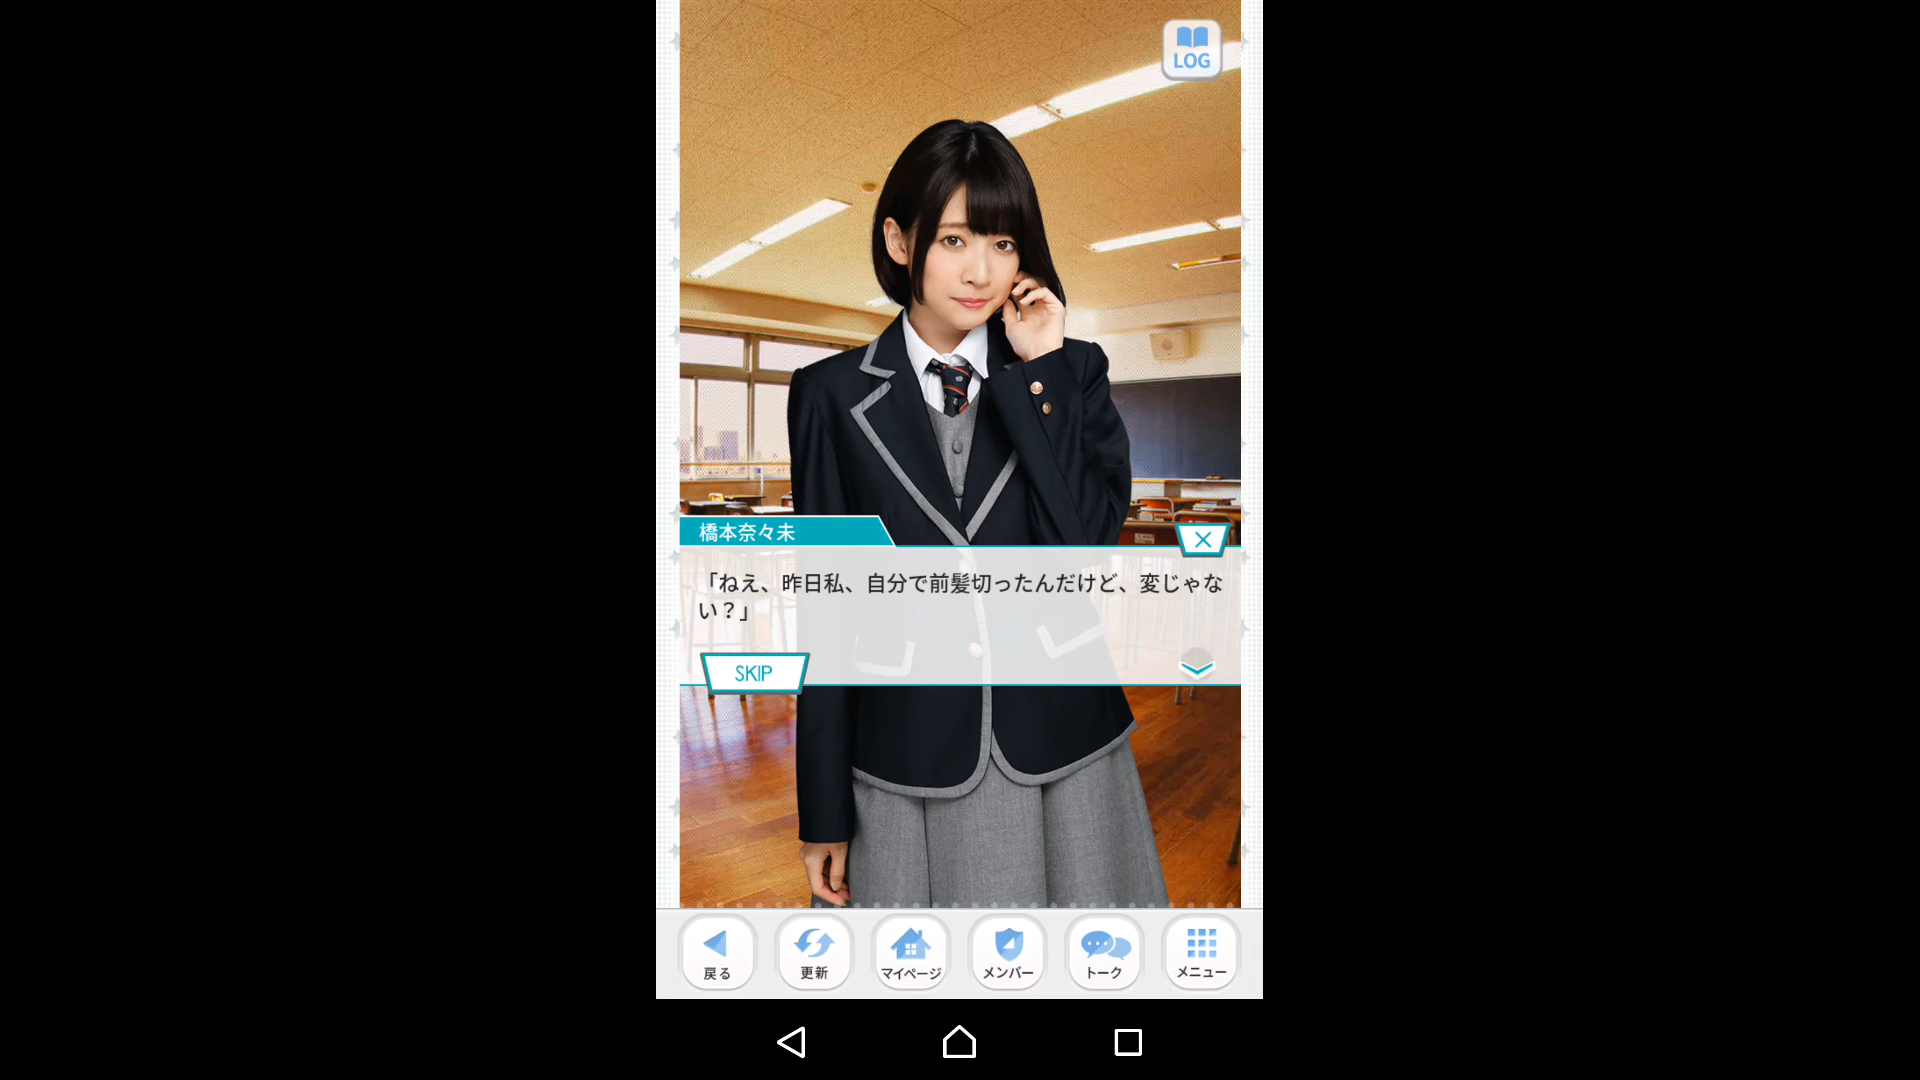 LOG
橋本奈々未
「ねえ、昨日私、自分で前髪切ったんだけど、変じゃな
い？」
SKIP
戻る
更新
マイページ
メンバー
トーク
メニュー